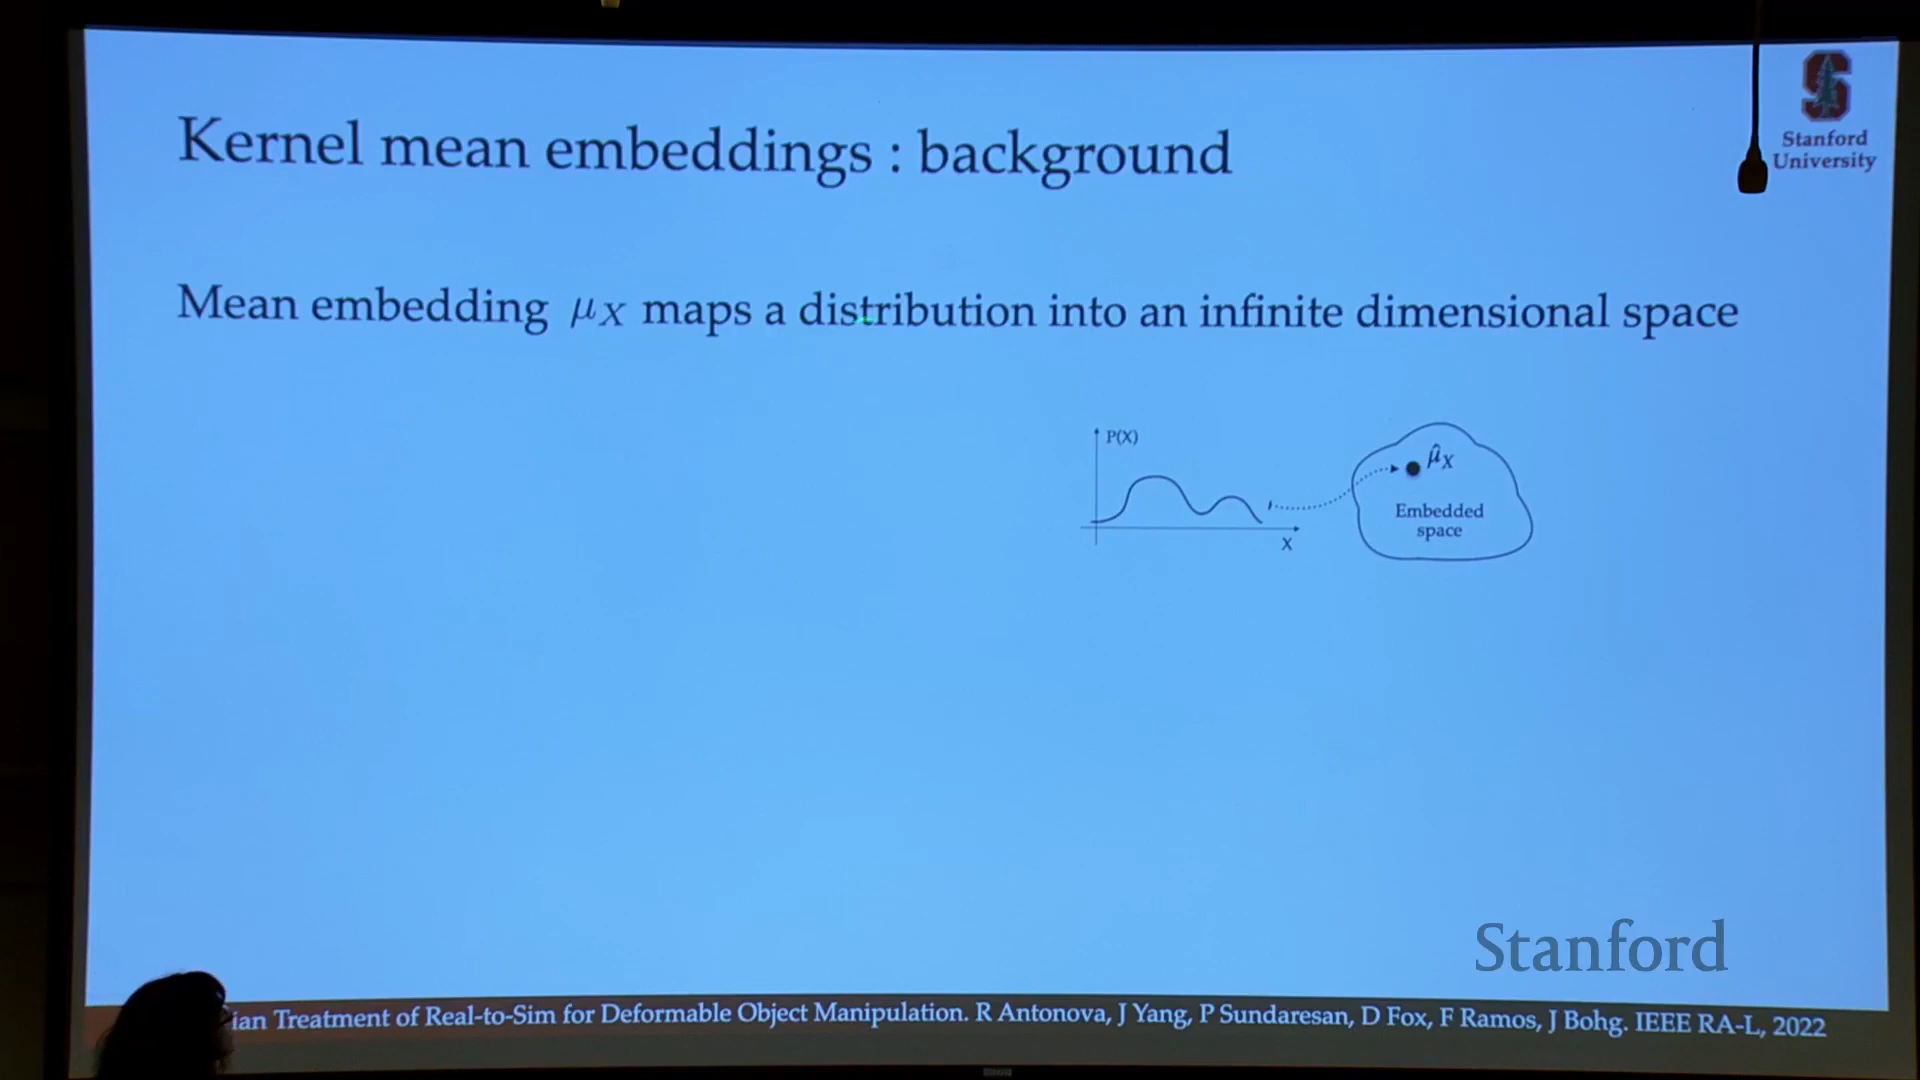 Kernel mean embeddings : background
Stanford
University
Mean embedding μX maps a distribution into an infinite dimensional space
P(X)
X
μ̂X
Embedded
space
Stanford
ian Treatment of Real-to-Sim for Deformable Object Manipulation. R Antonova, J Yang, P Sundaresan, D Fox, F Ramos, J Bohg. IEEE RA-L, 2022